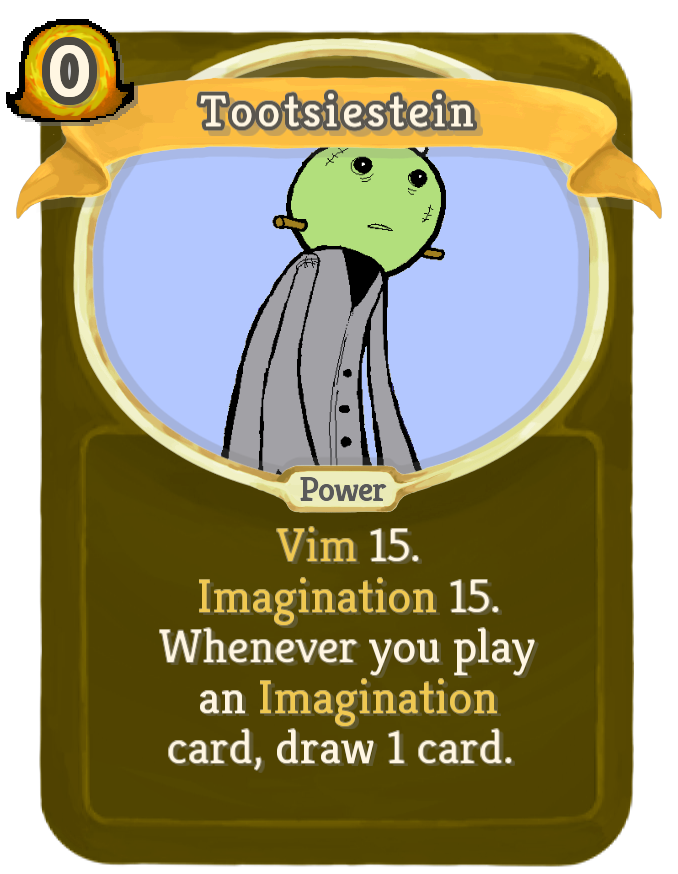 0
Tootsiestein
Power
Vim 15.
Imagination 15.
Whenever you play
an Imagination
card, draw 1 card.